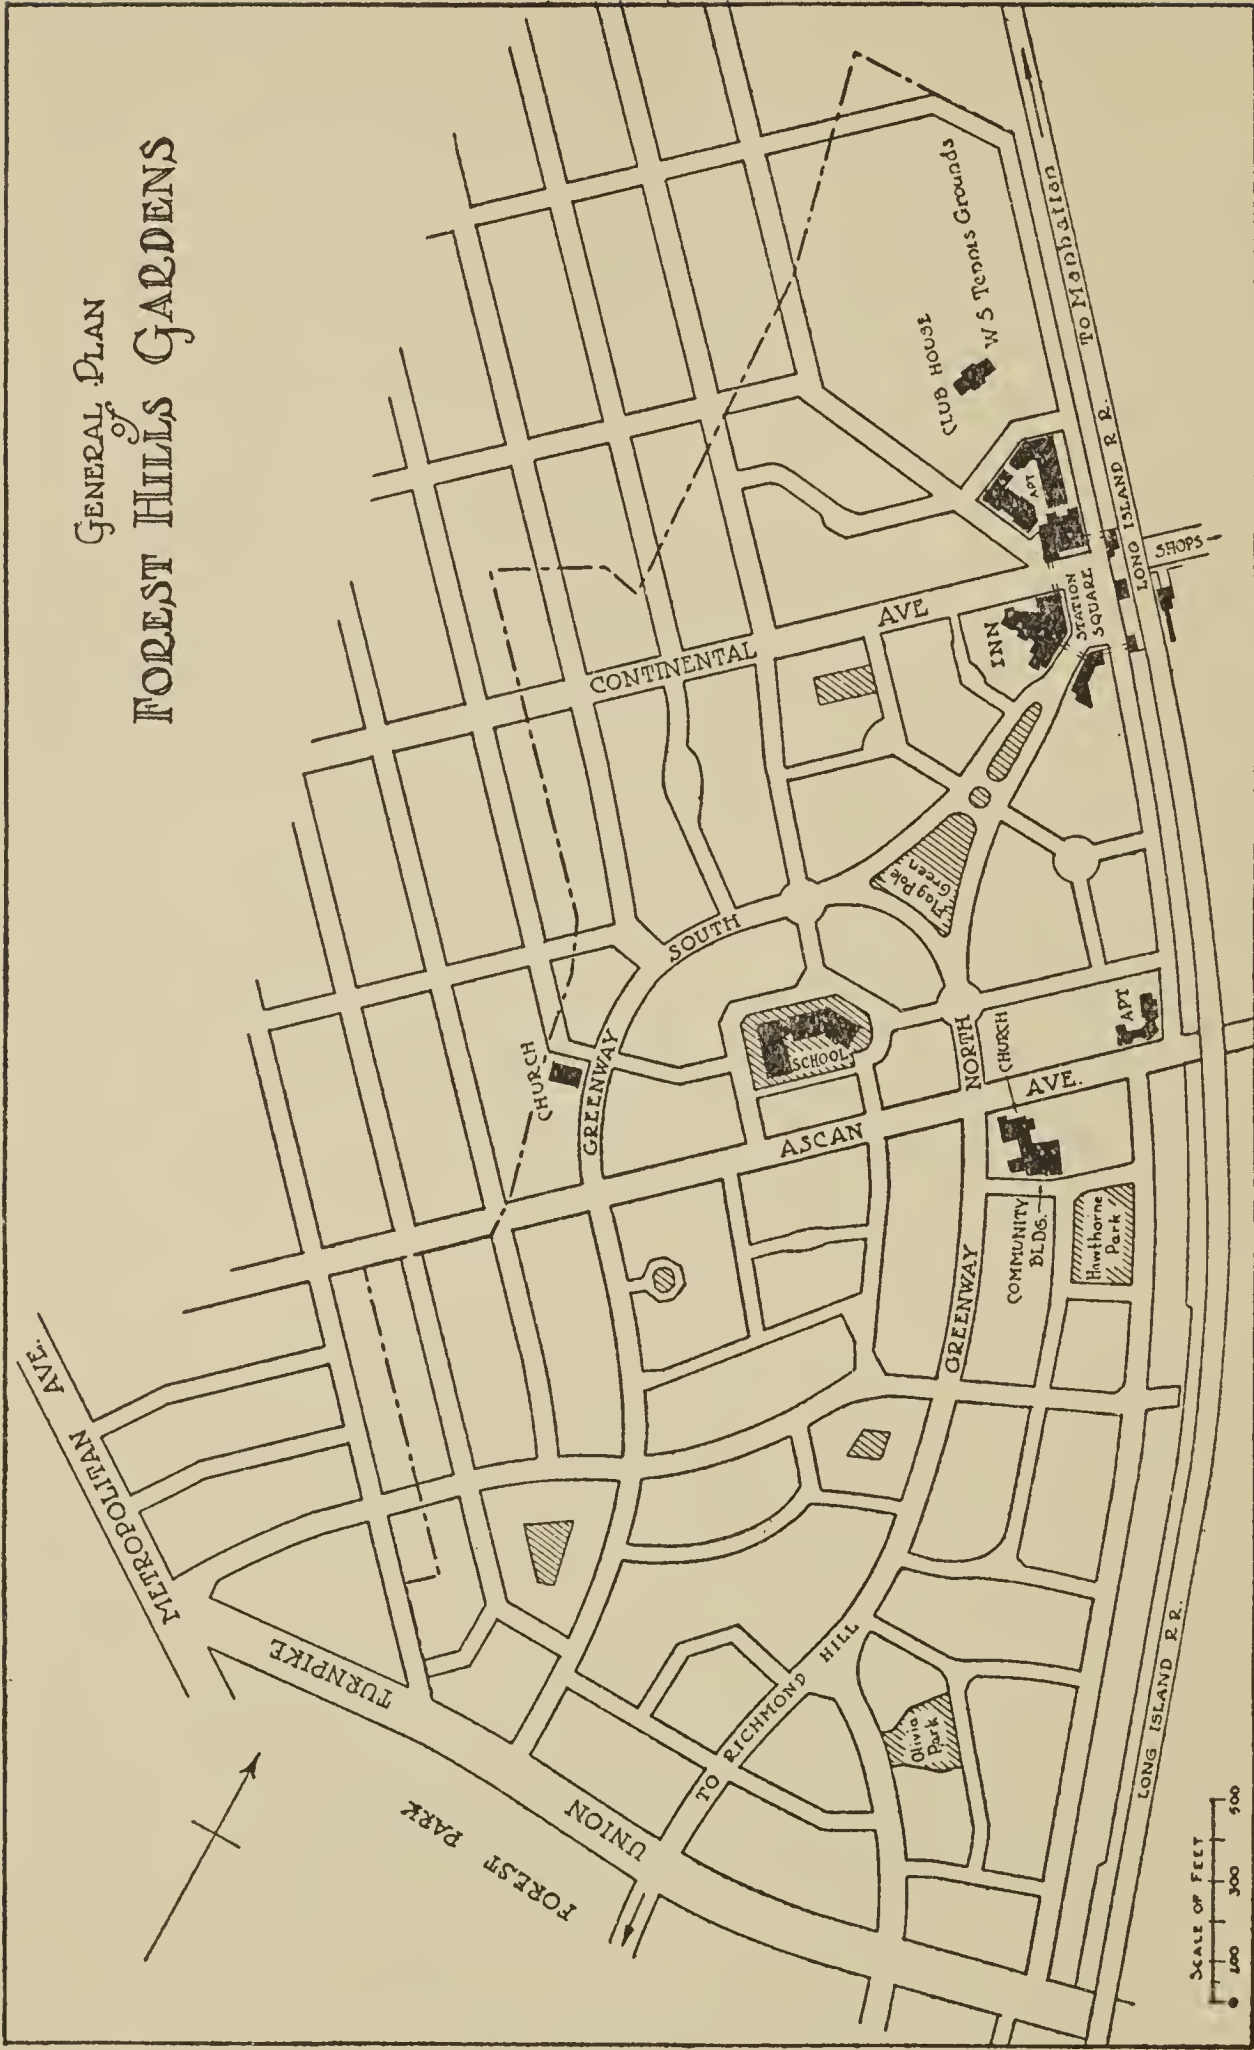 GENERAL PLAN
of
FOREST HILLS GARDENS
To Manhattan
W S Tennis Grounds
CLUB HOUSE
APT
LONG ISLAND R R.
SHOPS
STATION
SQUARE
INN
CONTINENTAL AVE
Flag Pole
Green
SOUTH
GREENWAY
CHURCH
SCHOOL
NORTH
CHURCH
APT
ASCAN AVE.
COMMUNITY
BLDG.
Hawthorne
Park
GREENWAY
METROPOLITAN AVE.
UNION TURNPIKE
FOREST PARK
TO RICHMOND HILL
Olivia
Park
LONG ISLAND R.R.
SCALE OF FEET
0 100 300 500